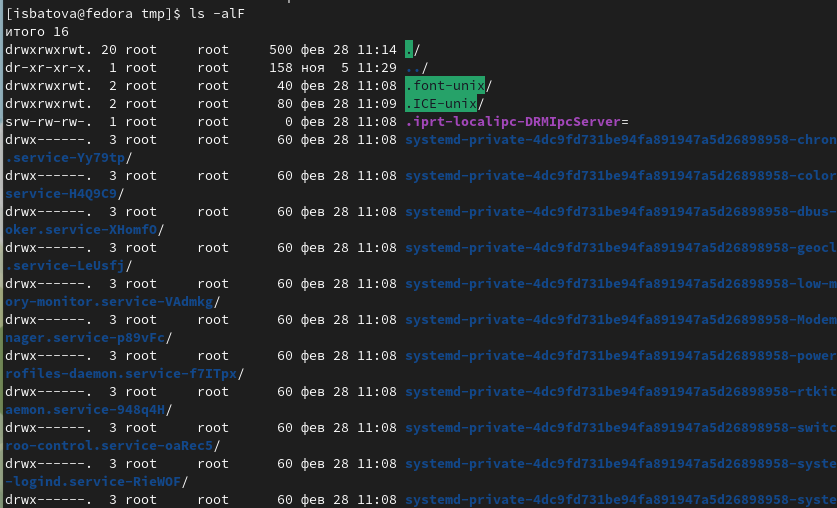 [isbatova@fedora tmp]$ ls -alF
итого 16
drwxrwxrwt. 20 root     root     500 фев 28 11:14 ./
dr-xr-xr-x.  1 root     root     158 ноя  5 11:29 ../
drwxrwxrwt.  2 root     root      40 фев 28 11:08 .font-unix/
drwxrwxrwt.  2 root     root      80 фев 28 11:09 .ICE-unix/
srw-rw-rw-.  1 root     root       0 фев 28 11:08 .iprt-localipc-DRMIpcServer=
drwx------.  3 root     root      60 фев 28 11:08 systemd-private-4dc9fd731be94fa891947a5d26898958-chron
.service-Yy79tp/
drwx------.  3 root     root      60 фев 28 11:08 systemd-private-4dc9fd731be94fa891947a5d26898958-color
service-H4Q9C9/
drwx------.  3 root     root      60 фев 28 11:08 systemd-private-4dc9fd731be94fa891947a5d26898958-dbus-
oker.service-XHomfO/
drwx------.  3 root     root      60 фев 28 11:08 systemd-private-4dc9fd731be94fa891947a5d26898958-geocl
.service-LeUsfj/
drwx------.  3 root     root      60 фев 28 11:08 systemd-private-4dc9fd731be94fa891947a5d26898958-low-m
ory-monitor.service-VAdmkg/
drwx------.  3 root     root      60 фев 28 11:08 systemd-private-4dc9fd731be94fa891947a5d26898958-Modem
nager.service-p89vFc/
drwx------.  3 root     root      60 фев 28 11:08 systemd-private-4dc9fd731be94fa891947a5d26898958-power
rofiles-daemon.service-f7ITpx/
drwx------.  3 root     root      60 фев 28 11:08 systemd-private-4dc9fd731be94fa891947a5d26898958-rtkit
aemon.service-948q4H/
drwx------.  3 root     root      60 фев 28 11:08 systemd-private-4dc9fd731be94fa891947a5d26898958-switc
roo-control.service-oaRec5/
drwx------.  3 root     root      60 фев 28 11:08 systemd-private-4dc9fd731be94fa891947a5d26898958-syste
-logind.service-RieWOF/
drwx------.  3 root     root      60 фев 28 11:08 systemd-private-4dc9fd731be94fa891947a5d26898958-syste